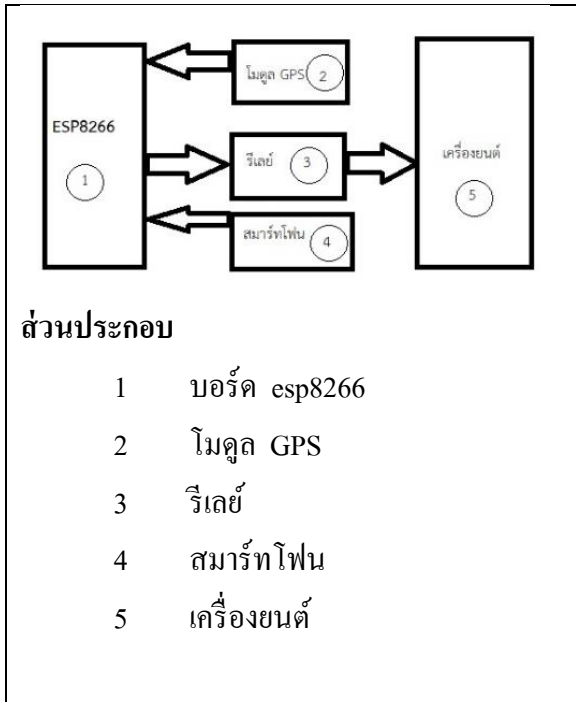 โมดูล GPS 2
ESP8266
1
รีเลย์ 3
เครื่องยนต์
5
สมาร์ทโฟน 4
ส่วนประกอบ
1 บอร์ด esp8266
2 โมดูล GPS
3 รีเลย์
4 สมาร์ทโฟน
5 เครื่องยนต์